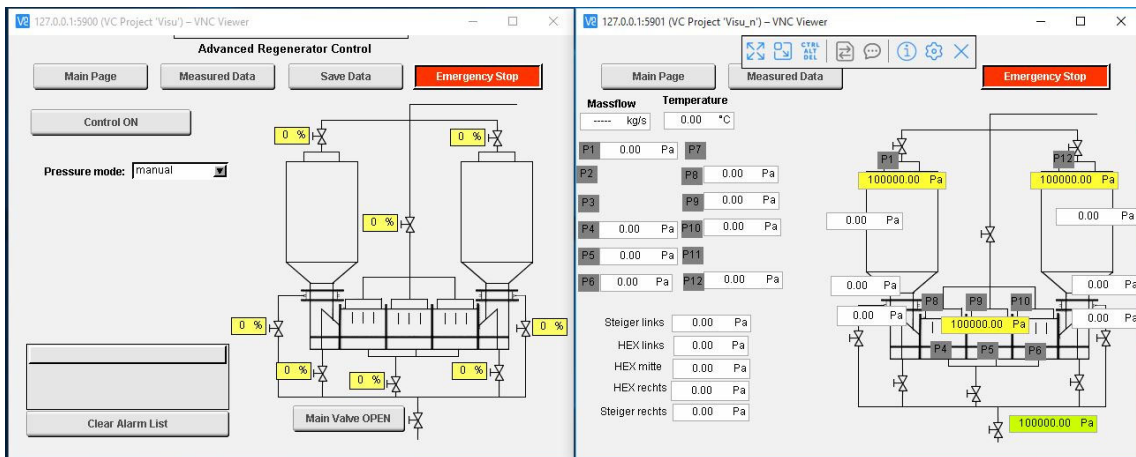 127.0.0.1:5900 (VC Project 'Visu') – VNC Viewer
Advanced Regenerator Control
Main Page
Measured Data
Save Data
Emergency Stop
Control ON
Pressure mode: manual
0 %
0 %
0 %
0 %
0 %
0 %
0 %
0 %
Clear Alarm List
Main Valve OPEN
127.0.0.1:5901 (VC Project 'Visu_n') – VNC Viewer
CTRL
ALT
DEL
Main Page
Measured Data
Emergency Stop
Massflow
Temperature
----- kg/s
0.00 °C
P1 0.00 Pa P7
P2 P8 0.00 Pa
P3 P9 0.00 Pa
P4 0.00 Pa P10 0.00 Pa
P5 0.00 Pa P11
P6 0.00 Pa P12 0.00 Pa
Steiger links 0.00 Pa
HEX links 0.00 Pa
HEX mitte 0.00 Pa
HEX rechts 0.00 Pa
Steiger rechts 0.00 Pa
P1
P12
100000.00 Pa
100000.00 Pa
0.00 Pa
0.00 Pa
0.00 Pa
0.00 Pa
P8 P9 P10
0.00 Pa
0.00 Pa
100000.00 Pa
P4 P5 P6
100000.00 Pa